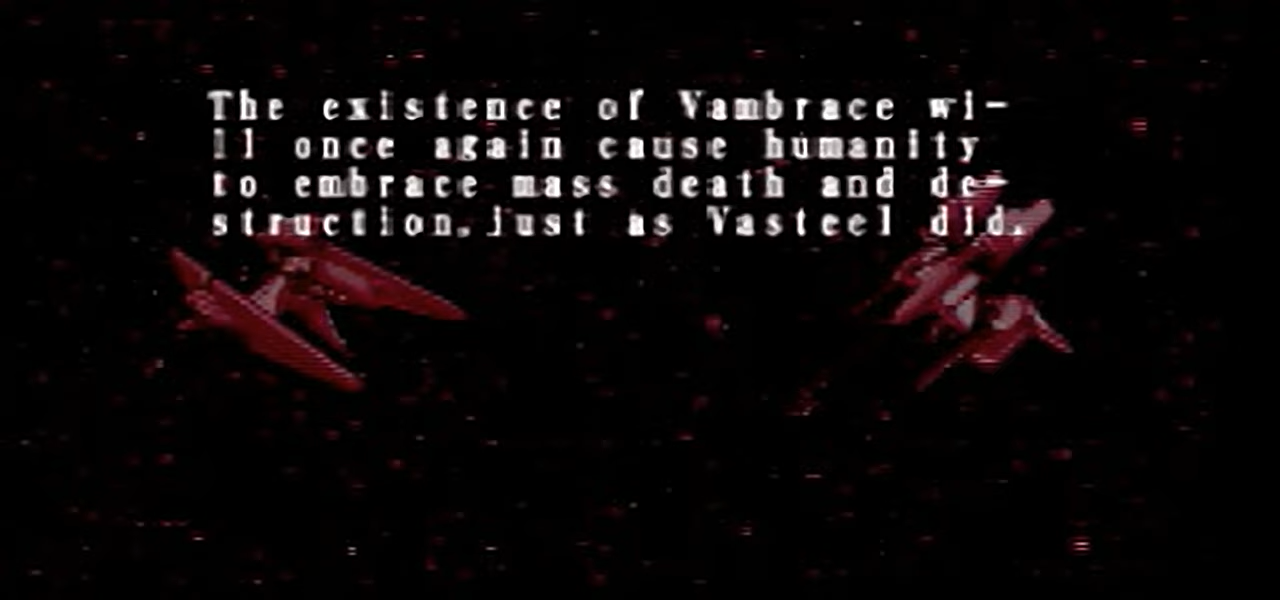 The existence of Vambrace wi-
ll once again cause humanity
to embrace mass death and de-
struction,just as Vasteel did.